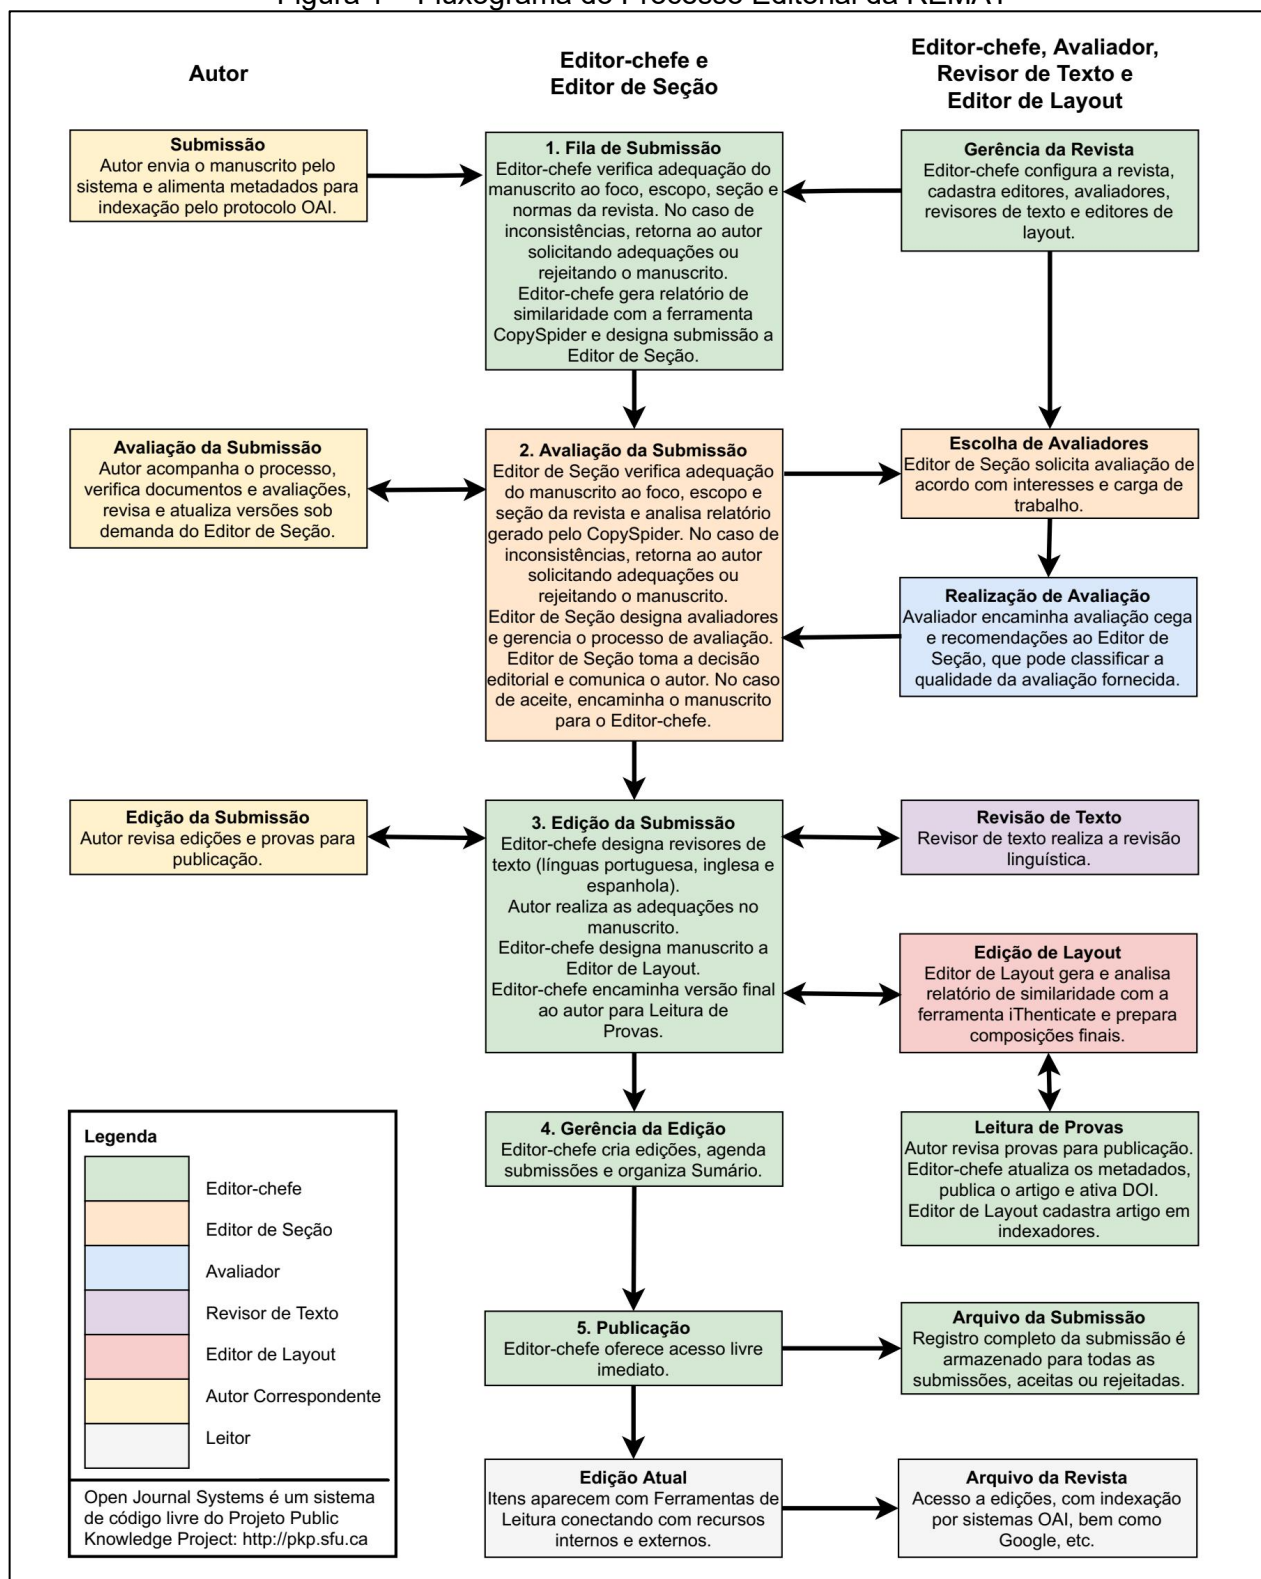 Autor
Editor-chefe e
Editor de Seção
Editor-chefe, Avaliador,
Revisor de Texto e
Editor de Layout
Submissão
Autor envia o manuscrito pelo
sistema e alimenta metadados para
indexação pelo protocolo OAI.
1. Fila de Submissão
Editor-chefe verifica adequação do
manuscrito ao foco, escopo, seção e
normas da revista. No caso de
inconsistências, retorna ao autor
solicitando adequações ou
rejeitando o manuscrito.
Editor-chefe gera relatório de
similaridade com a ferramenta
CopySpider e designa submissão a
Editor de Seção.
Gerência da Revista
Editor-chefe configura a revista,
cadastra editores, avaliadores,
revisores de texto e editores de
layout.
Avaliação da Submissão
Autor acompanha o processo,
verifica documentos e avaliações,
revisa e atualiza versões sob
demanda do Editor de Seção.
2. Avaliação da Submissão
Editor de Seção verifica adequação
do manuscrito ao foco, escopo e
seção da revista e analisa relatório
gerado pelo CopySpider. No caso de
inconsistências, retorna ao autor
solicitando adequações ou
rejeitando o manuscrito.
Editor de Seção designa avaliadores
e gerencia o processo de avaliação.
Editor de Seção toma a decisão
editorial e comunica o autor. No caso
de aceite, encaminha o manuscrito
para o Editor-chefe.
Escolha de Avaliadores
Editor de Seção solicita avaliação de
acordo com interesses e carga de
trabalho.
Realização de Avaliação
Avaliador encaminha avaliação cega
e recomendações ao Editor de
Seção, que pode classificar a
qualidade da avaliação fornecida.
Edição da Submissão
Autor revisa edições e provas para
publicação.
3. Edição da Submissão
Editor-chefe designa revisores de
texto (línguas portuguesa, inglesa e
espanhola).
Autor realiza as adequações no
manuscrito.
Editor-chefe designa manuscrito a
Editor de Layout.
Editor-chefe encaminha versão final
ao autor para Leitura de
Provas.
Revisão de Texto
Revisor de texto realiza a revisão
linguística.
Edição de Layout
Editor de Layout gera e analisa
relatório de similaridade com a
ferramenta iThenticate e prepara
composições finais.
4. Gerência da Edição
Editor-chefe cria edições, agenda
submissões e organiza Sumário.
Leitura de Provas
Autor revisa provas para publicação.
Editor-chefe atualiza os metadados,
publica o artigo e ativa DOI.
Editor de Layout cadastra artigo em
indexadores.
5. Publicação
Editor-chefe oferece acesso livre
imediato.
Arquivo da Submissão
Registro completo da submissão é
armazenado para todas as
submissões, aceitas ou rejeitadas.
Edição Atual
Itens aparecem com Ferramentas de
Leitura conectando com recursos
internos e externos.
Arquivo da Revista
Acesso a edições, com indexação
por sistemas OAI, bem como
Google, etc.
Legenda
Editor-chefe
Editor de Seção
Avaliador
Revisor de Texto
Editor de Layout
Autor Correspondente
Leitor
Open Journal Systems é um sistema
de código livre do Projeto Public
Knowledge Project: http://pkp.sfu.ca